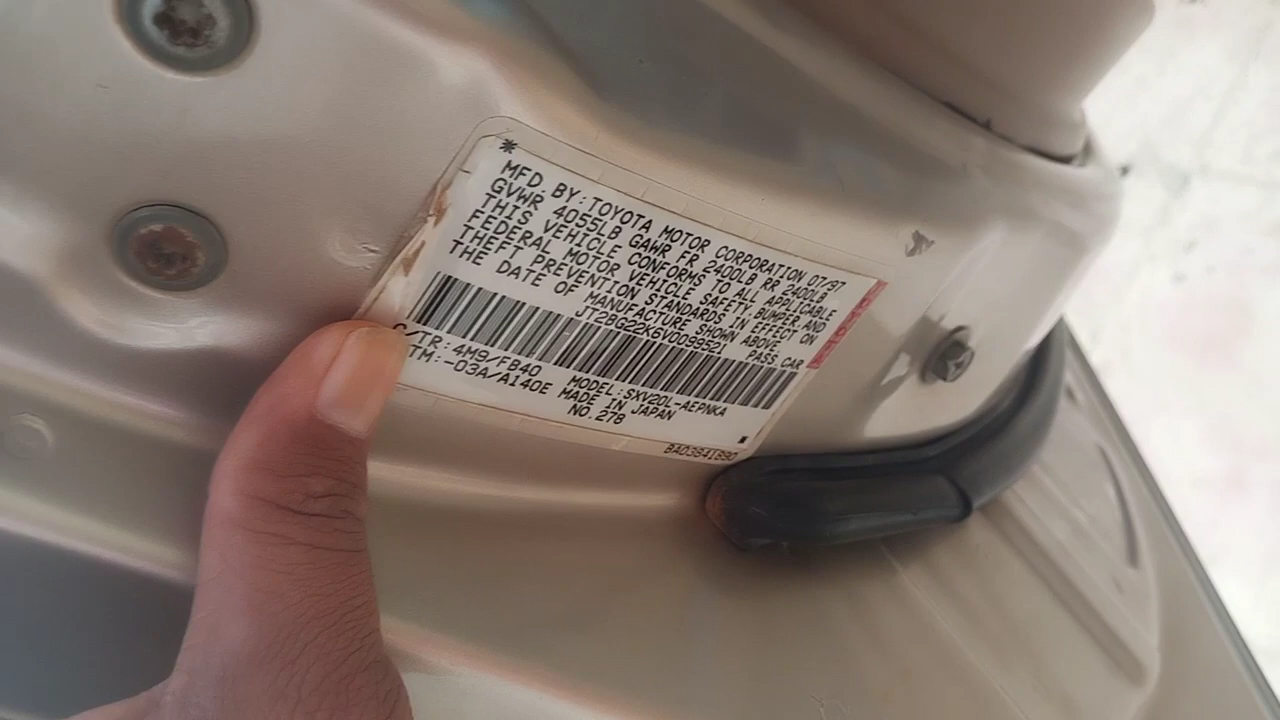 *
MFD. BY: TOYOTA MOTOR CORPORATION 07/97
GVWR 4055LB GAWR FR 2400LB RR 2400LB
THIS VEHICLE CONFORMS TO ALL APPLICABLE
FEDERAL MOTOR VEHICLE SAFETY, BUMPER, AND
THEFT PREVENTION STANDARDS IN EFFECT ON
THE DATE OF MANUFACTURE SHOWN ABOVE.
JT2BG22K6V0099521 PASS. CAR
C/TR: 4M9/FB40 MODEL: SXV20L-AEPNKA
TM: -03A/A140E MADE IN JAPAN
NO. 278